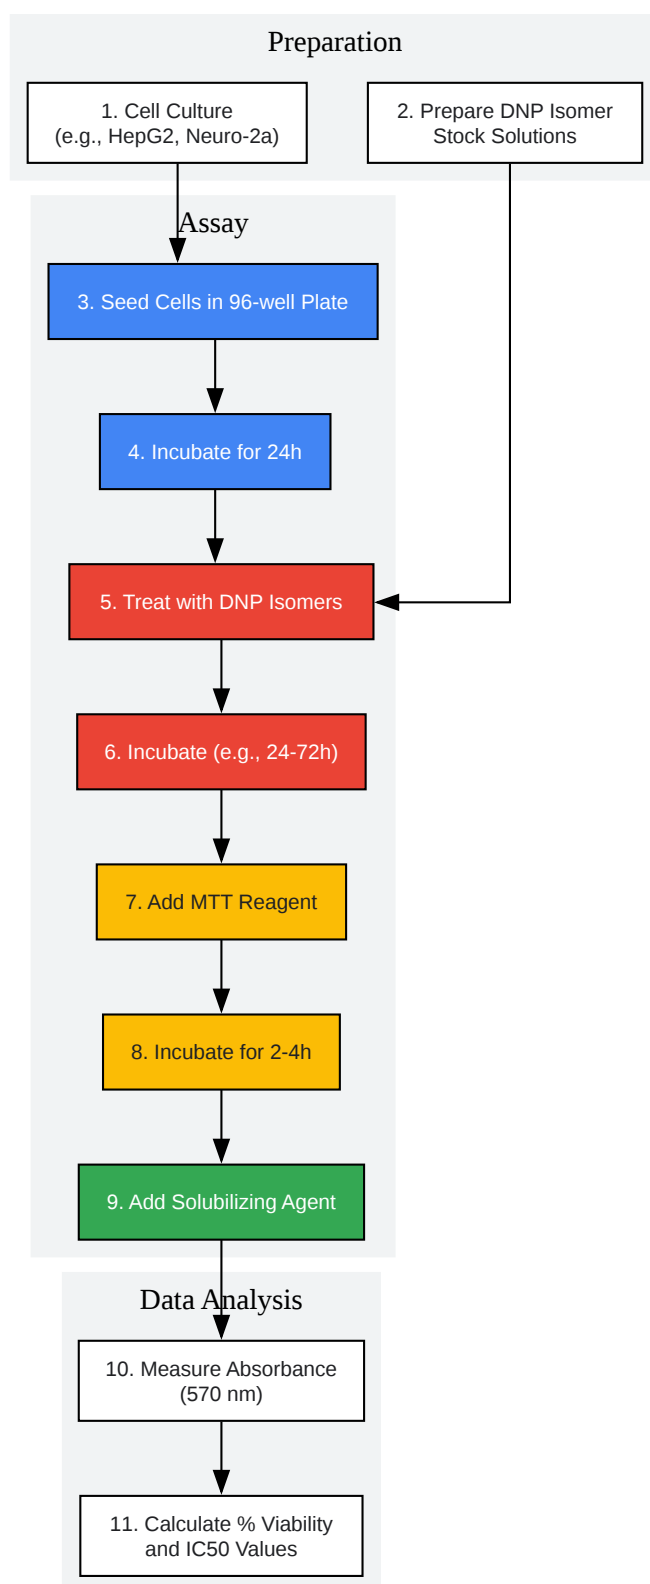 Preparation
1. Cell Culture
(e.g., HepG2, Neuro-2a)
2. Prepare DNP Isomer
Stock Solutions
Assay
3. Seed Cells in 96-well Plate
4. Incubate for 24h
5. Treat with DNP Isomers
6. Incubate (e.g., 24-72h)
7. Add MTT Reagent
8. Incubate for 2-4h
9. Add Solubilizing Agent
Data Analysis
10. Measure Absorbance
(570 nm)
11. Calculate % Viability
and IC50 Values